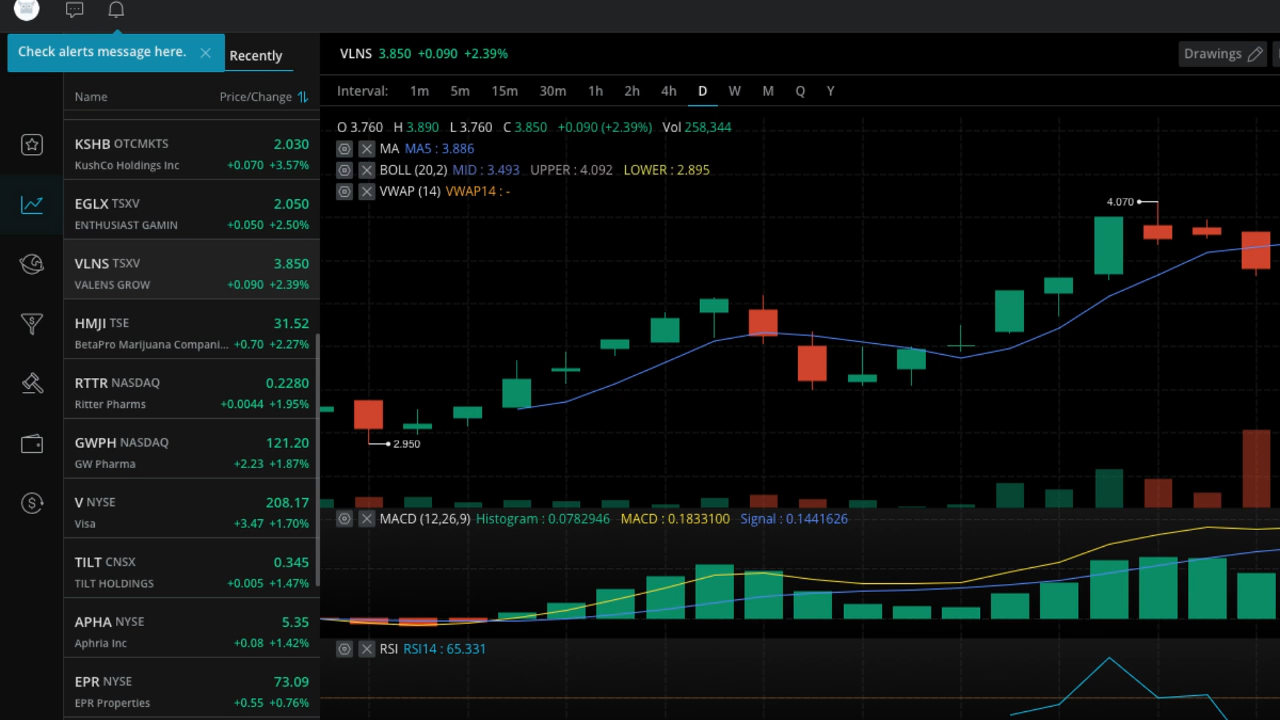 Check alerts message here.
Recently
VLNS 3.850 +0.090 +2.39%
Drawings
Name Price/Change
Interval: 1m 5m 15m 30m 1h 2h 4h D W M Q Y
O 3.760 H 3.890 L 3.760 C 3.850 +0.090 (+2.39%) Vol 258,344
MA MA5 : 3.886
BOLL (20,2) MID : 3.493 UPPER : 4.092 LOWER : 2.895
VWAP (14) VWAP14 : -
KSHB OTCMKTS 2.030
KushCo Holdings Inc +0.070 +3.57%
EGLX TSXV 2.050
ENTHUSIAST GAMIN +0.050 +2.50%
VLNS TSXV 3.850
VALENS GROW +0.090 +2.39%
HMJI TSE 31.52
BetaPro Marijuana Compani... +0.70 +2.27%
RTTR NASDAQ 0.2280
Ritter Pharms +0.0044 +1.95%
GWPH NASDAQ 121.20
GW Pharma +2.23 +1.87%
V NYSE 208.17
Visa +3.47 +1.70%
TILT CNSX 0.345
TILT HOLDINGS +0.005 +1.47%
APHA NYSE 5.35
Aphria Inc +0.08 +1.42%
EPR NYSE 73.09
EPR Properties +0.55 +0.76%
4.070
2.950
MACD (12,26,9) Histogram : 0.0782946 MACD : 0.1833100 Signal : 0.1441626
RSI RSI14 : 65.331